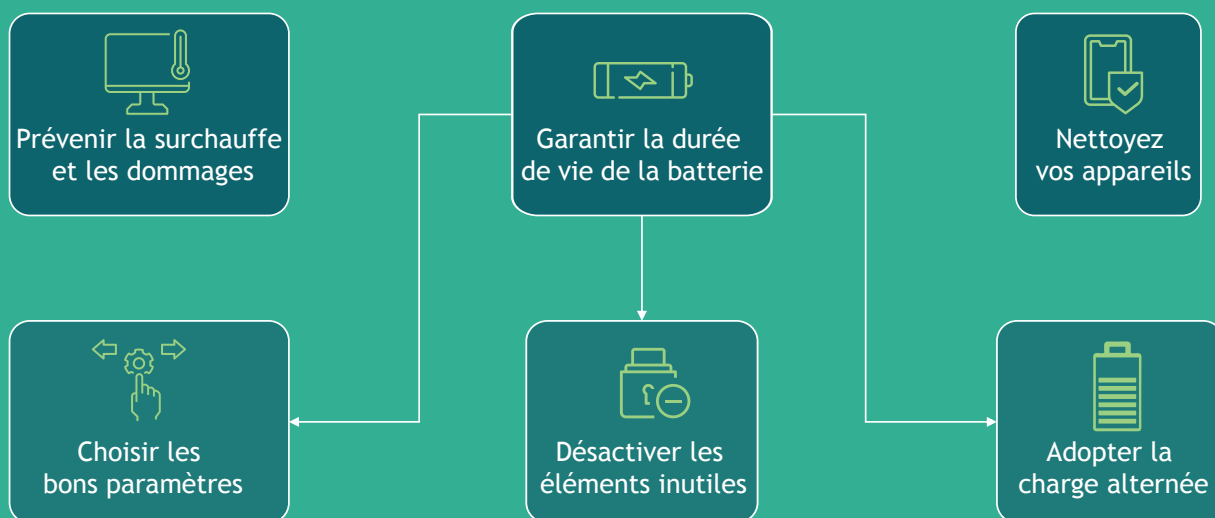 Prévenir la surchauffe
et les dommages
Garantir la durée
de vie de la batterie
Nettoyez
vos appareils
Choisir les
bons paramètres
Désactiver les
éléments inutiles
Adopter la
charge alternée